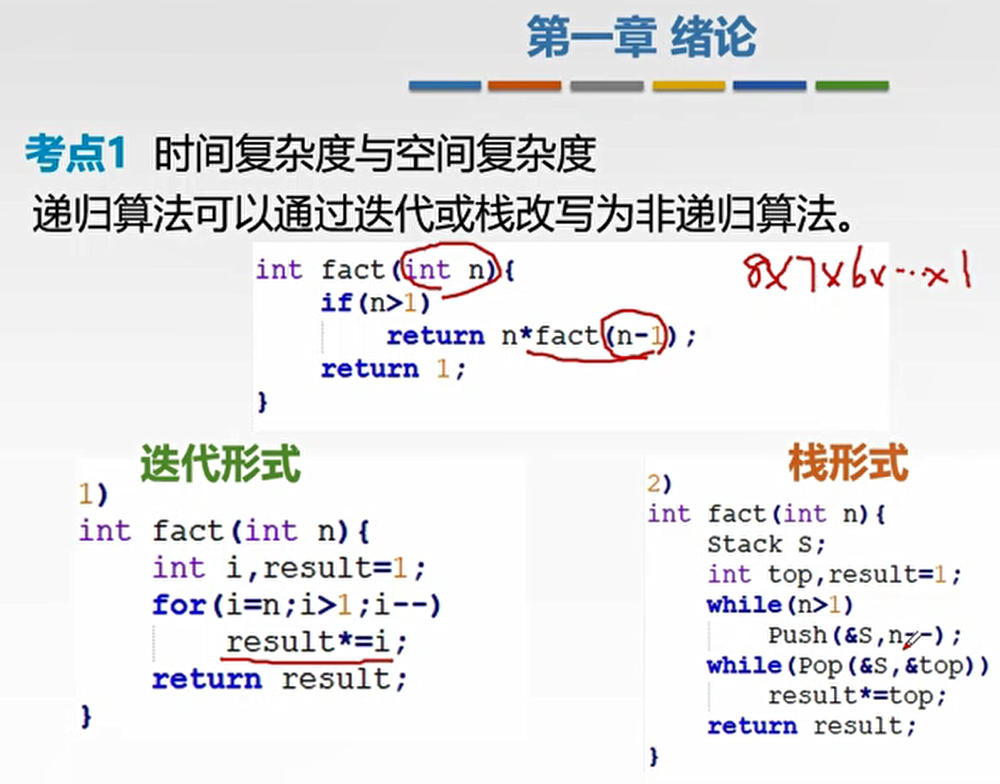 第一章 绪论
考点1 时间复杂度与空间复杂度
递归算法可以通过迭代或栈改写为非递归算法。
int fact(int n){
if(n>1)
return n*fact(n-1);
return 1;
}
8×7×6×…×1
迭代形式
1)
int fact(int n){
int i,result=1;
for(i=n;i>1;i--)
result*=i;
return result;
}
栈形式
2)
int fact(int n){
Stack S;
int top,result=1;
while(n>1)
Push(&S,n--);
while(Pop(&S,&top))
result*=top;
return result;
}